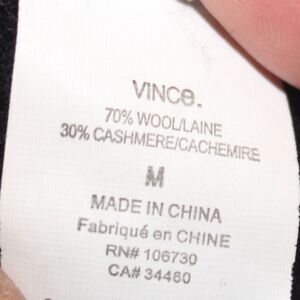 VINCE.
70% WOOL/LAINE
30% CASHMERE/CACHEMIRE
M
MADE IN CHINA
Fabriqué en CHINE
RN# 106730
CA# 34460